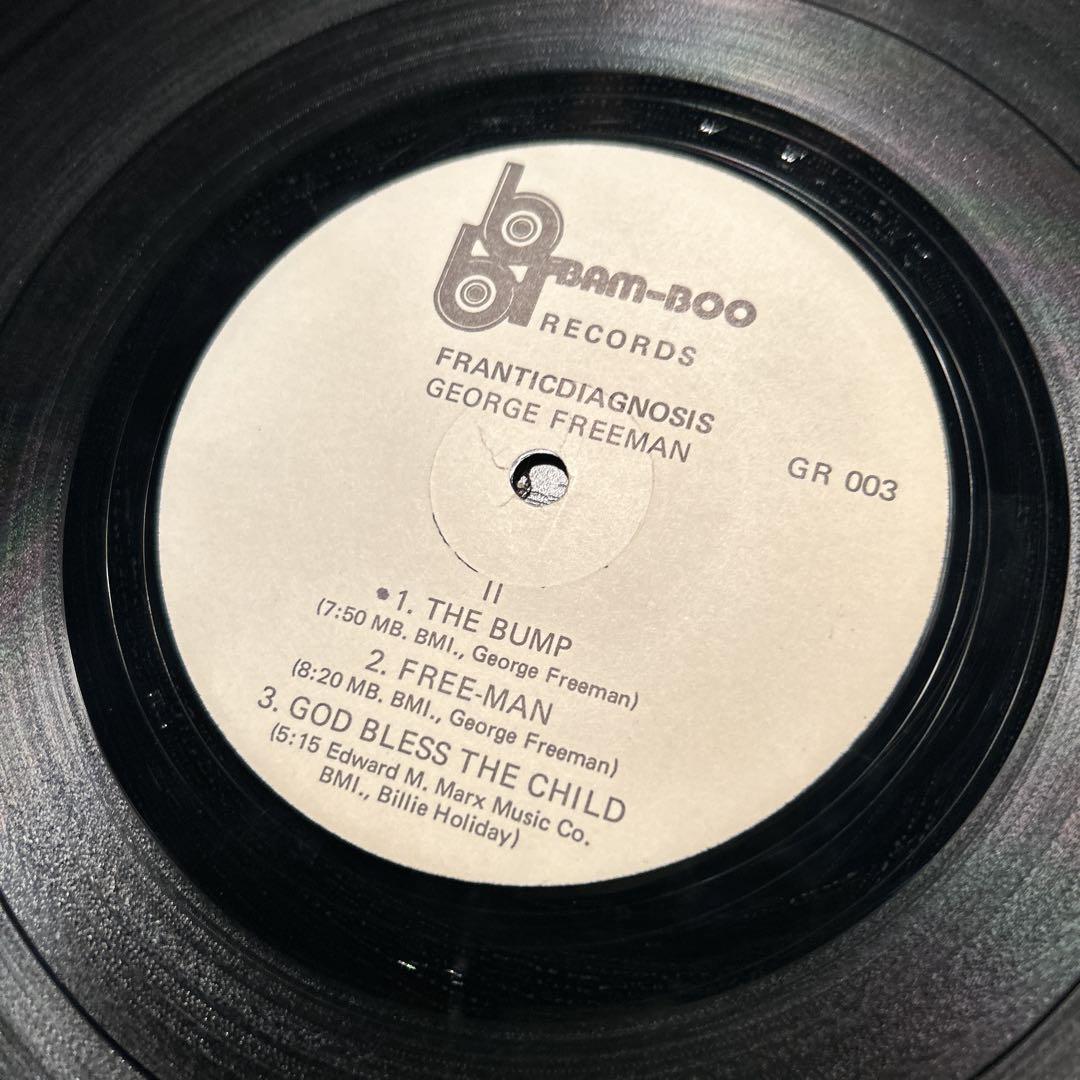 BAM-BOO
RECORDS
FRANTICDIAGNOSIS
GEORGE FREEMAN
GR 003
II
1. THE BUMP
(7:50 MB. BMI., George Freeman)
2. FREE-MAN
(8:20 MB. BMI., George Freeman)
3. GOD BLESS THE CHILD
(5:15 Edward M. Marx Music Co.
BMI., Billie Holiday)